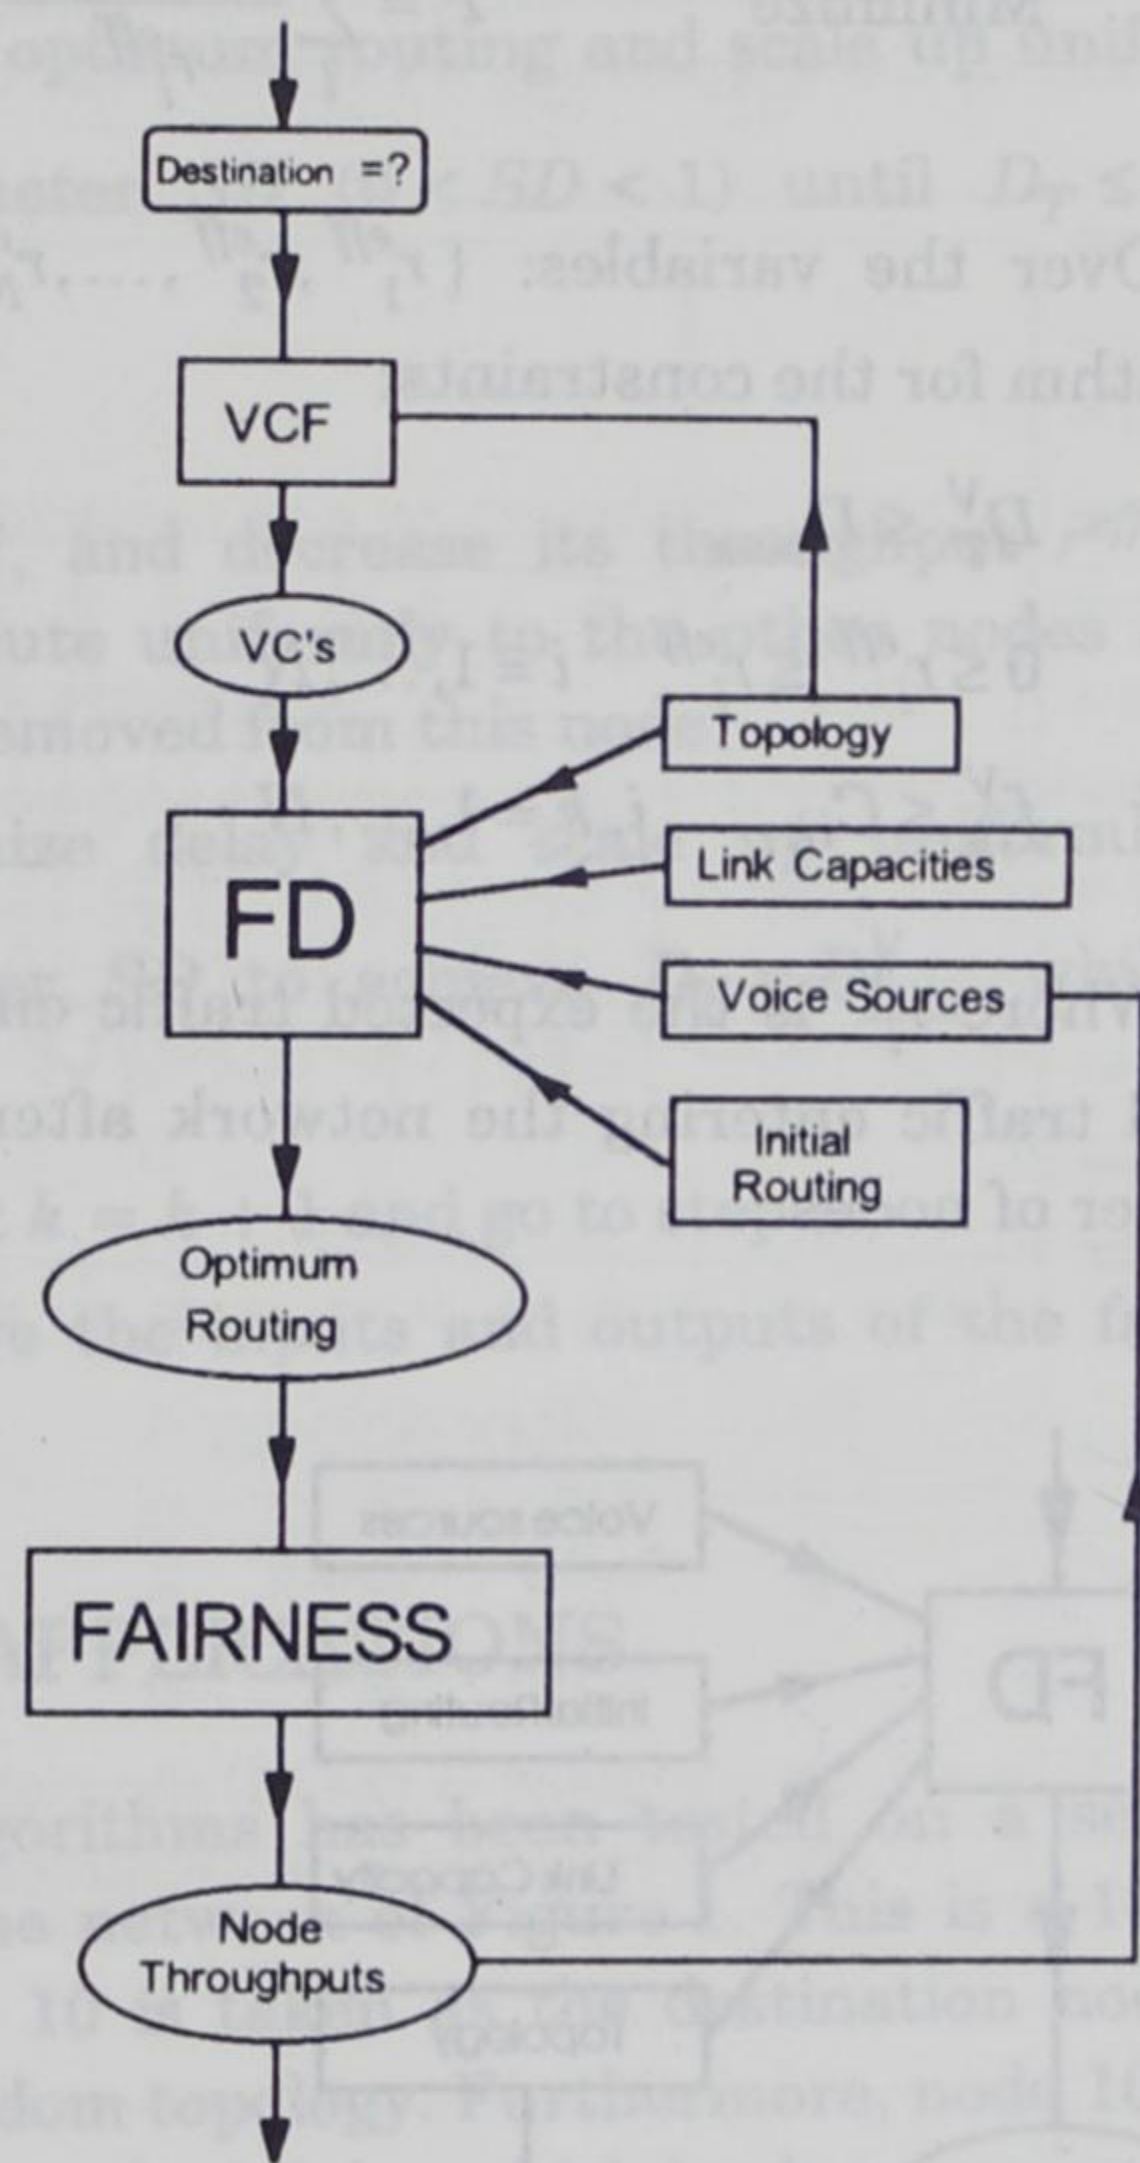 Destination =?
VCF
VC's
Topology
Link Capacities
FD
Voice Sources
Initial
Routing
Optimum
Routing
FAIRNESS
Node
Throughputs